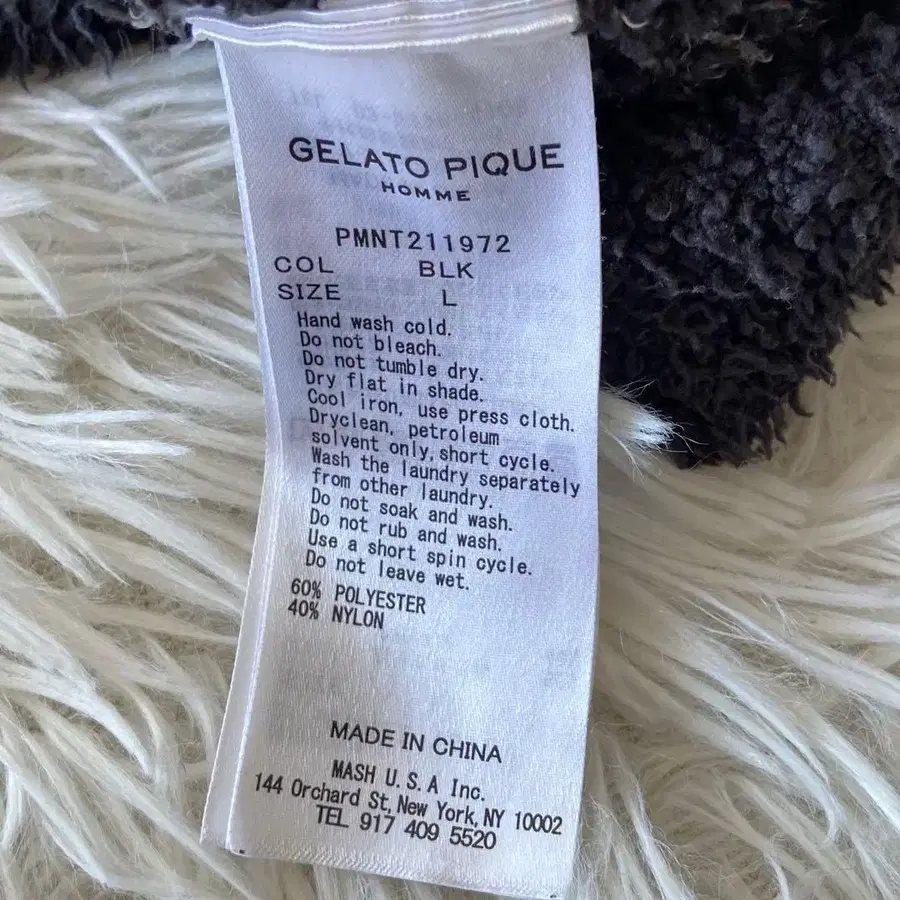 GELATO PIQUE
HOMME
PMNT211972
COL BLK
SIZE L
Hand wash cold.
Do not bleach.
Do not tumble dry.
Dry flat in shade.
Cool iron, use press cloth.
Dryclean, petroleum
solvent only, short cycle.
Wash the laundry separately
from other laundry.
Do not soak and wash.
Do not rub and wash.
Use a short spin cycle.
Do not leave wet.
60% POLYESTER
40% NYLON
MADE IN CHINA
MASH U.S.A Inc.
144 Orchard St, New York, NY 10002
TEL 917 409 5520